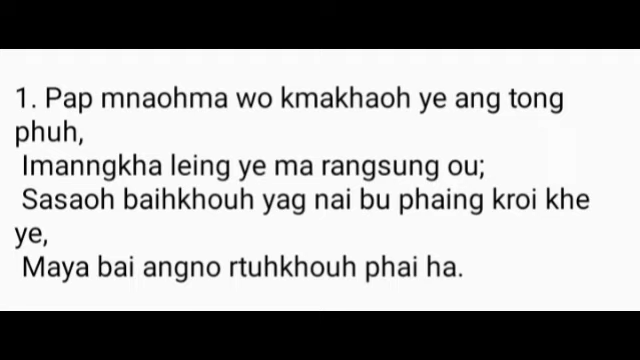 1. Pap mnaohma wo kmakhaoh ye ang tong
phuh,
Imanngkha leing ye ma rangsung ou;
Sasaoh baihkhouh yag nai bu phaing kroi khe
ye,
Maya bai angno rtuhkhouh phai ha.